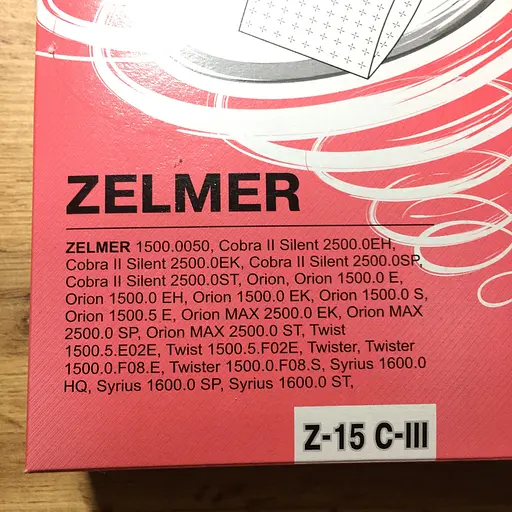 ZELMER
ZELMER 1500.0050, Cobra II Silent 2500.0EH,
Cobra II Silent 2500.0EK, Cobra II Silent 2500.0SP,
Cobra II Silent 2500.0ST, Orion, Orion 1500.0 E,
Orion 1500.0 EH, Orion 1500.0 EK, Orion 1500.0 S,
Orion 1500.5 E, Orion MAX 2500.0 EK, Orion MAX
2500.0 SP, Orion MAX 2500.0 ST, Twist
1500.5.E02E, Twist 1500.5.F02E, Twister, Twister
1500.0.F08.E, Twister 1500.0.F08.S, Syrius 1600.0
HQ, Syrius 1600.0 SP, Syrius 1600.0 ST,
Z-15 C-III